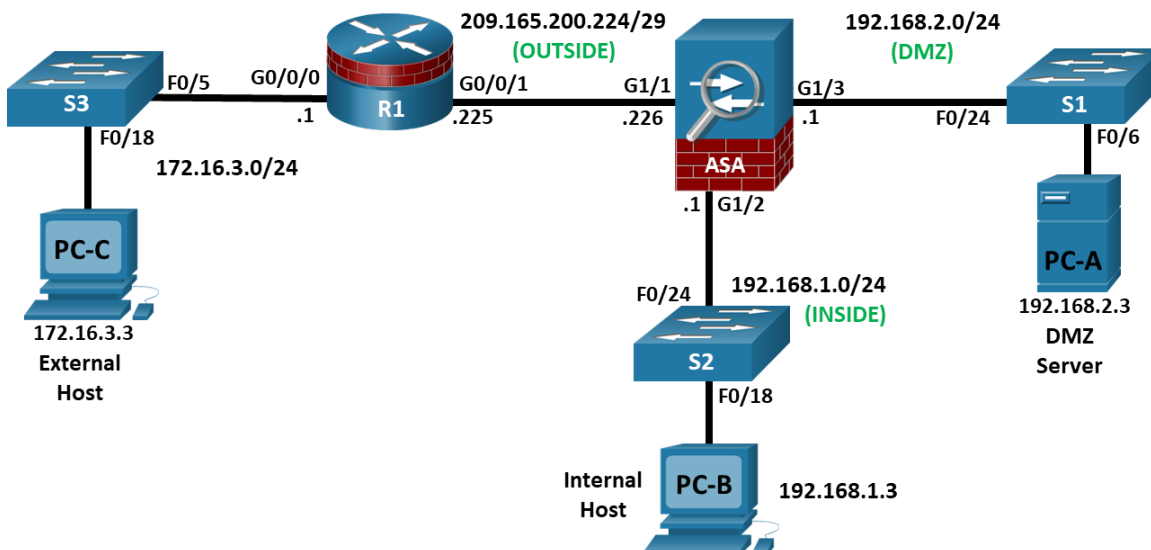 209.165.200.224/29
(OUTSIDE)
192.168.2.0/24
(DMZ)
F0/5
G0/0/0
G0/0/1
G1/1
G1/3
S3
R1
S1
.1
.225
.226
.1
F0/24
F0/18
F0/6
172.16.3.0/24
ASA
.1
G1/2
PC-C
PC-A
172.16.3.3
External
Host
F0/24
192.168.1.0/24
(INSIDE)
192.168.2.3
DMZ
Server
S2
F0/18
Internal
Host
PC-B
192.168.1.3